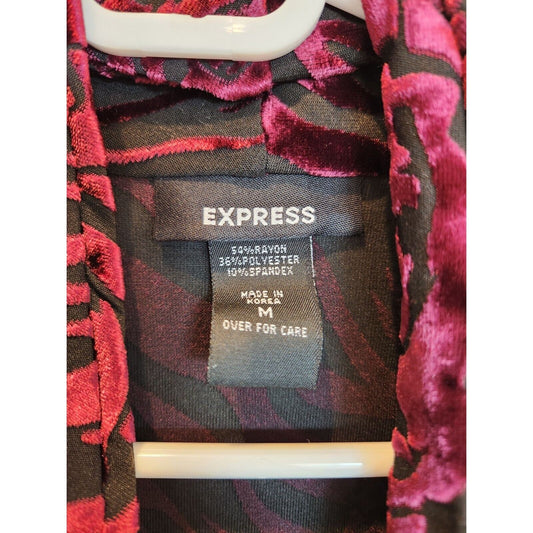 EXPRESS
54%RAYON
36%POLYESTER
10%SPANDEX
MADE IN
KOREA
M
OVER FOR CARE